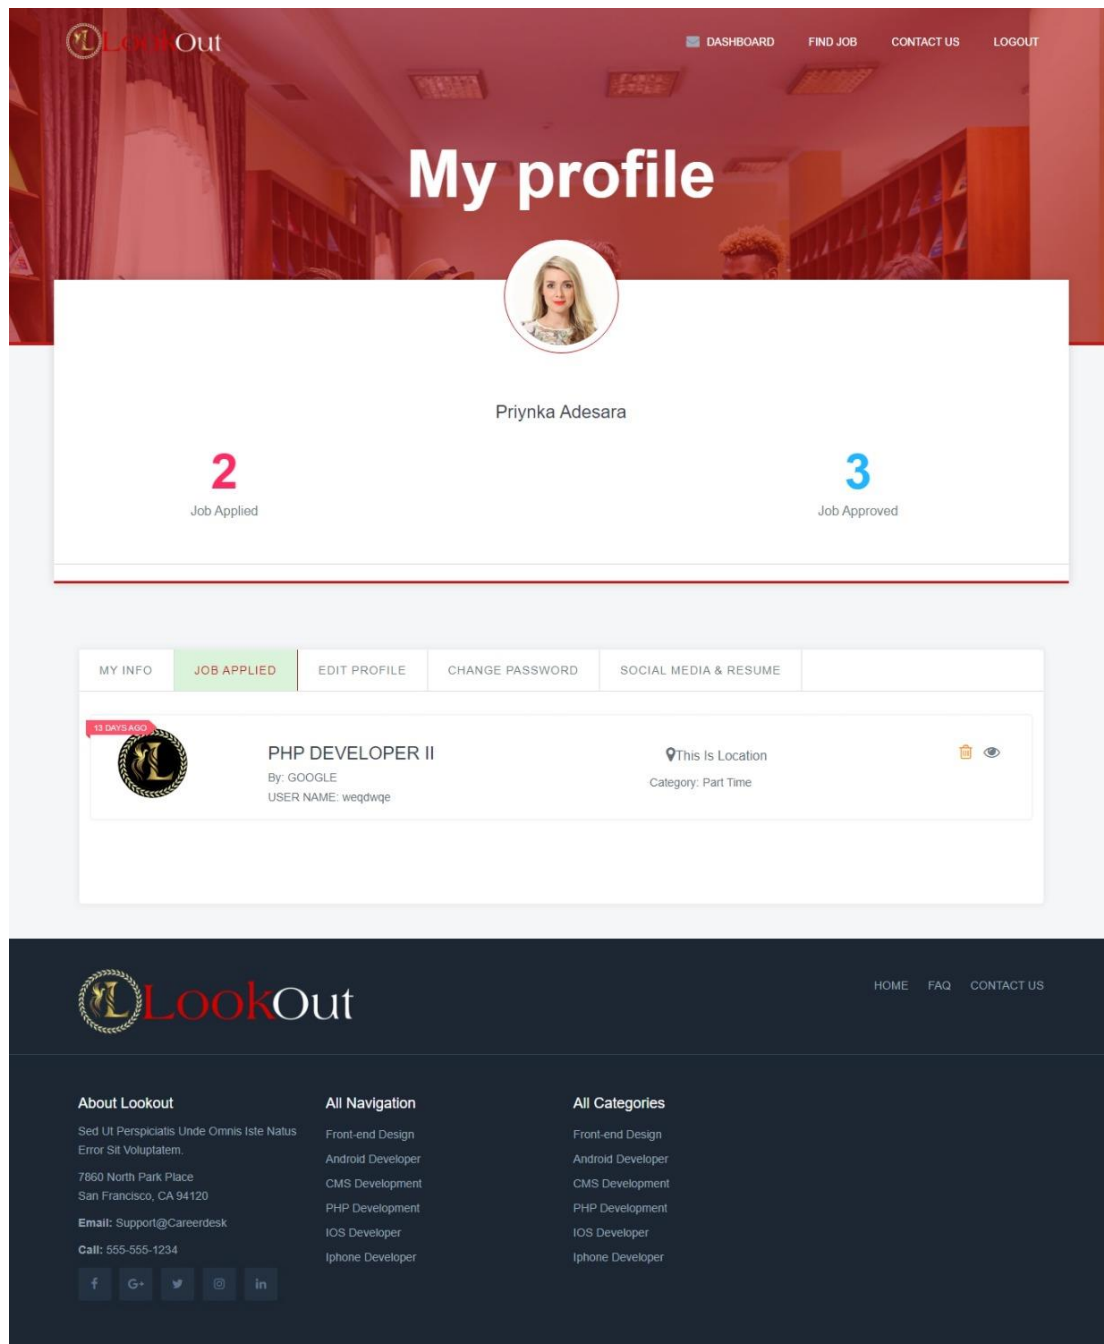 LookOut
DASHBOARD FIND JOB CONTACT US LOGOUT
My profile
Priynka Adesara
2
Job Applied
3
Job Approved
MY INFO JOB APPLIED EDIT PROFILE CHANGE PASSWORD SOCIAL MEDIA & RESUME
13 DAYS AGO
PHP DEVELOPER II
By: GOOGLE
USER NAME: weqdwqe
This Is Location
Category: Part Time
LookOut
HOME FAQ CONTACT US
About Lookout
Sed Ut Perspiciatis Unde Omnis Iste Natus
Error Sit Voluptatem.
7860 North Park Place
San Francisco, CA 94120
Email: Support@Careerdesk
Call: 555-555-1234
All Navigation
Front-end Design
Android Developer
CMS Development
PHP Development
IOS Developer
Iphone Developer
All Categories
Front-end Design
Android Developer
CMS Development
PHP Development
IOS Developer
Iphone Developer